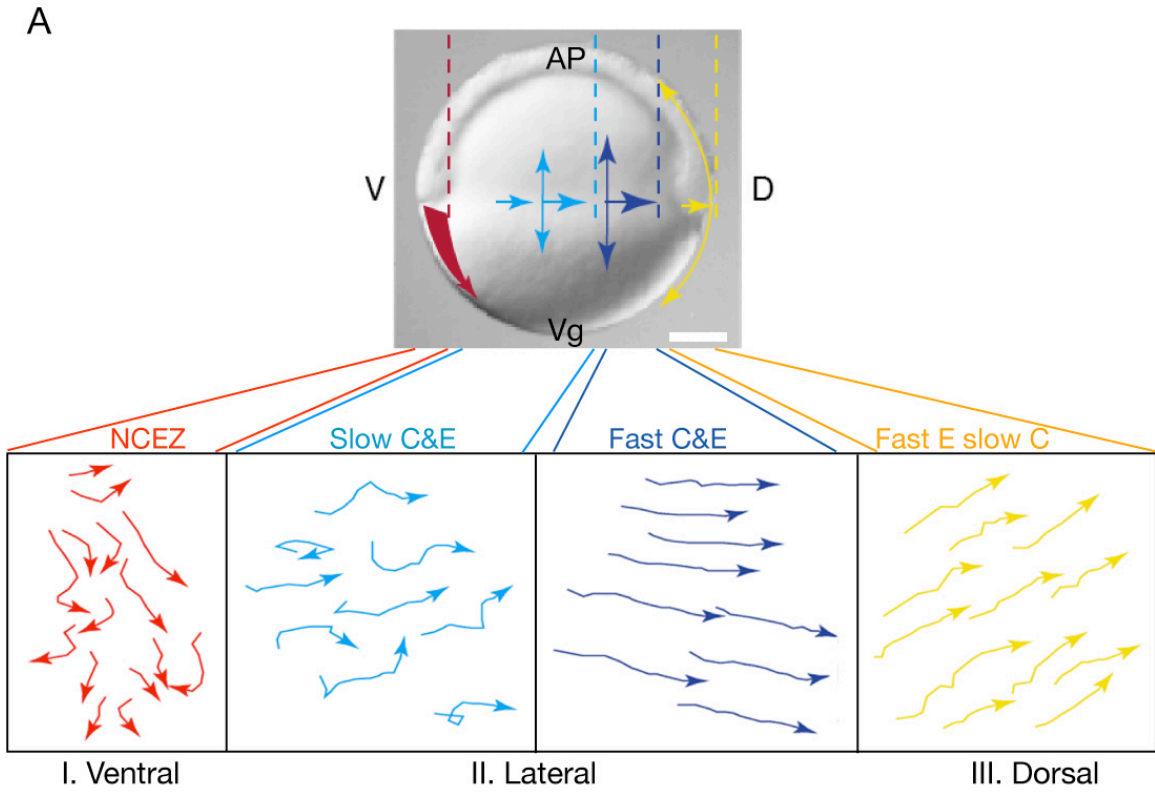 A
AP
V
D
Vg
NCEZ
Slow C&E
Fast C&E
Fast E slow C
I. Ventral
II. Lateral
III. Dorsal